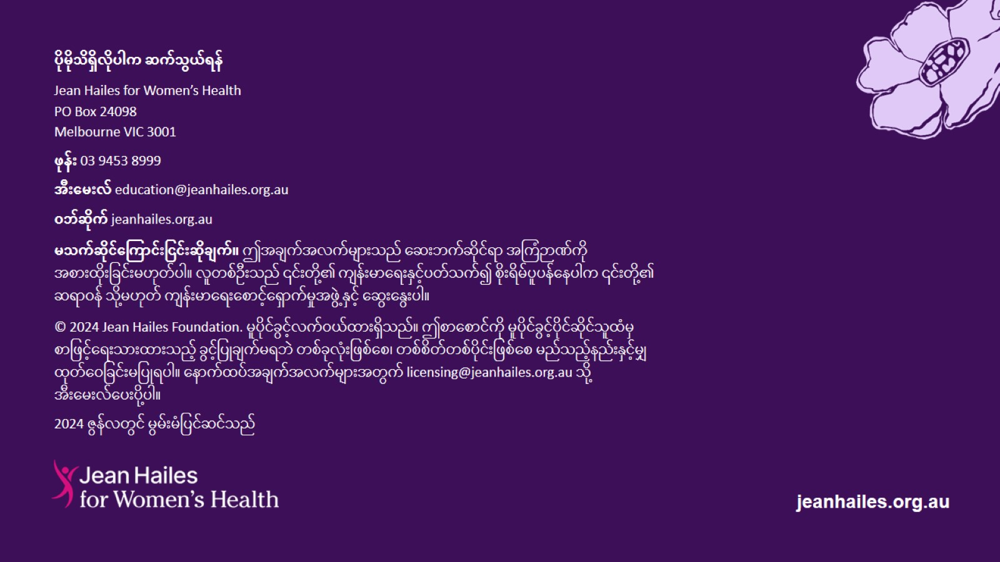 ပိုမိုသိရှိလိုပါက ဆက်သွယ်ရန်
Jean Hailes for Women’s Health
PO Box 24098
Melbourne VIC 3001
ဖုန်း 03 9453 8999
အီးမေးလ် education@jeanhailes.org.au
ဝဘ်ဆိုက် jeanhailes.org.au
မသက်ဆိုင်ကြောင်းငြင်းဆိုချက်။ ဤအချက်အလက်များသည် ဆေးဘက်ဆိုင်ရာ အကြံဉာဏ်ကို
အစားထိုးခြင်းမဟုတ်ပါ။ လူတစ်ဦးသည် ၎င်းတို့၏ ကျန်းမာရေးနှင့်ပတ်သက်၍ စိုးရိမ်ပူပန်နေပါက ၎င်းတို့၏
ဆရာဝန် သို့မဟုတ် ကျန်းမာရေးစောင့်ရှောက်မှုအဖွဲ့နှင့် ဆွေးနွေးပါ။
© 2024 Jean Hailes Foundation. မူပိုင်ခွင့်လက်ဝယ်ထားရှိသည်။ ဤစာစောင်ကို မူပိုင်ခွင့်ပိုင်ဆိုင်သူထံမှ
စာဖြင့်ရေးသားထားသည့် ခွင့်ပြုချက်မရဘဲ တစ်ခုလုံးဖြစ်စေ၊ တစ်စိတ်တစ်ပိုင်းဖြစ်စေ မည်သည့်နည်းနှင့်မျှ
ထုတ်ဝေခြင်းမပြုရပါ။ နောက်ထပ်အချက်အလက်များအတွက် licensing@jeanhailes.org.au သို့
အီးမေးလ်ပေးပို့ပါ။
2024 ဇွန်လတွင် မွမ်းမံပြင်ဆင်သည်
Jean Hailes
for Women’s Health
jeanhailes.org.au